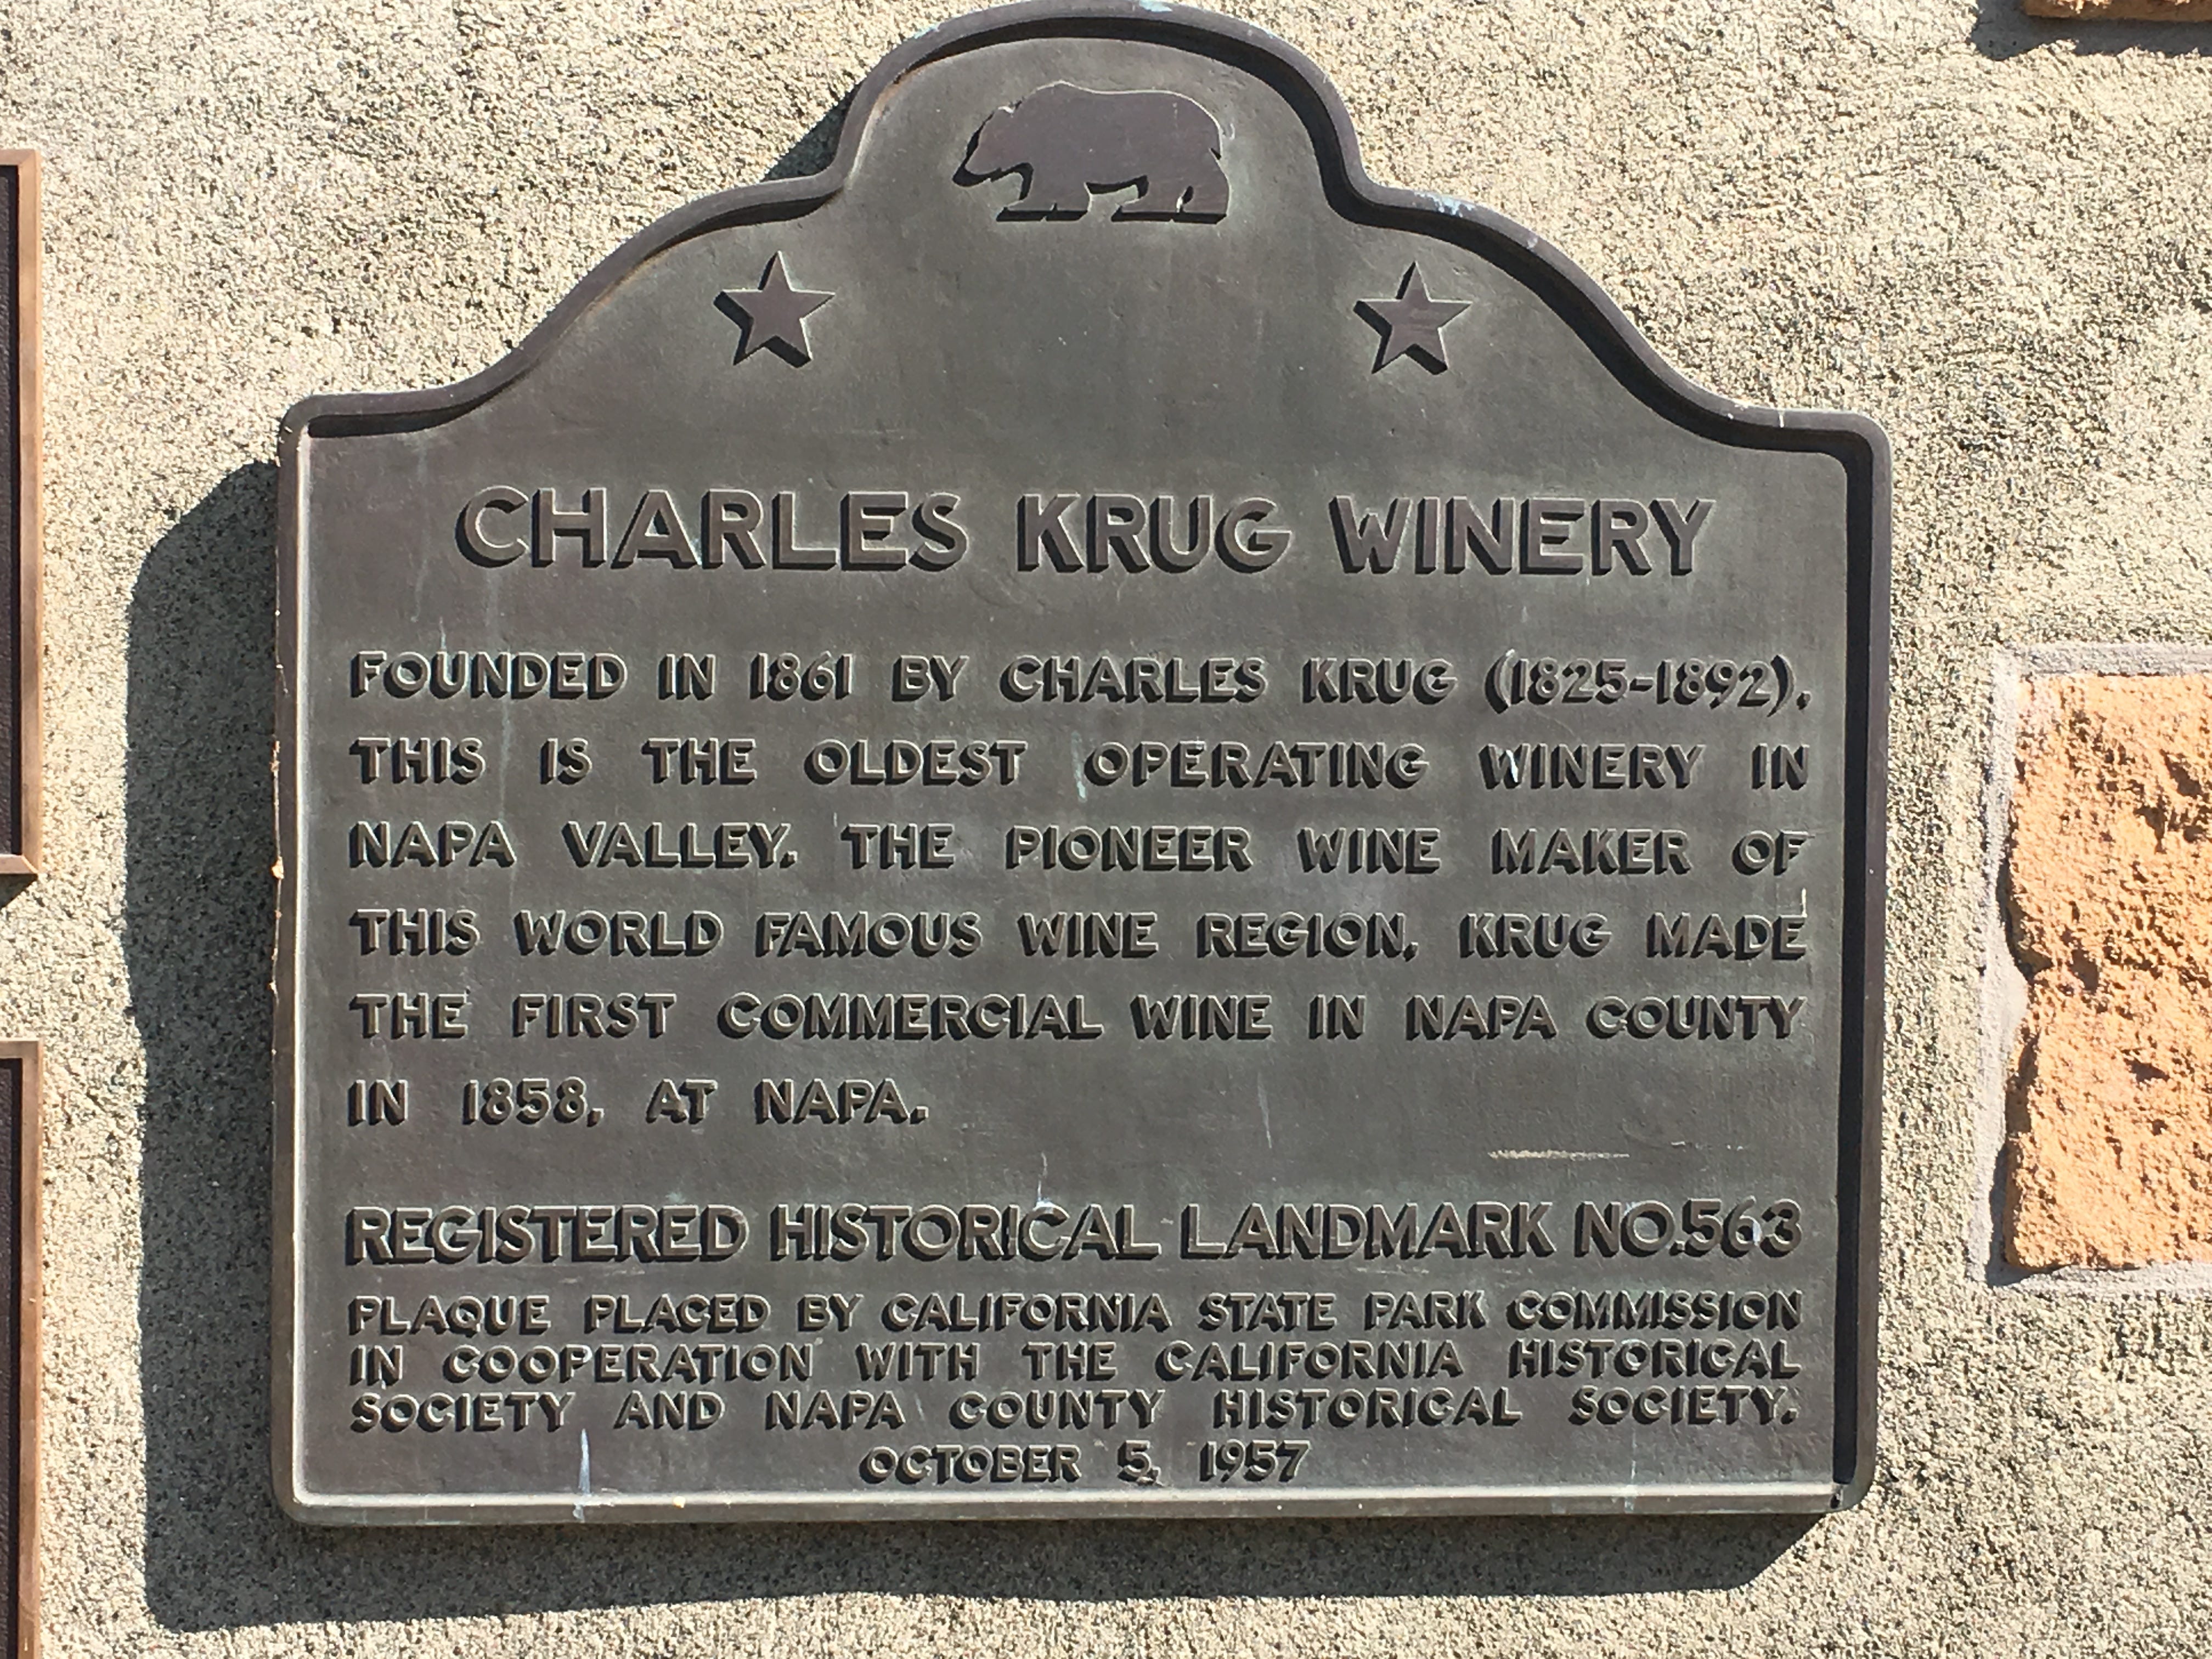 CHARLES KRUG WINERY
FOUNDED IN 1861 BY CHARLES KRUG (1825-1892),
THIS IS THE OLDEST OPERATING WINERY IN
NAPA VALLEY. THE PIONEER WINE MAKER OF
THIS WORLD FAMOUS WINE REGION, KRUG MADE
THE FIRST COMMERCIAL WINE IN NAPA COUNTY
IN 1858, AT NAPA.
REGISTERED HISTORICAL LANDMARK NO.563
PLAQUE PLACED BY CALIFORNIA STATE PARK COMMISSION
IN COOPERATION WITH THE CALIFORNIA HISTORICAL
SOCIETY AND NAPA COUNTY HISTORICAL SOCIETY.
OCTOBER 5, 1957